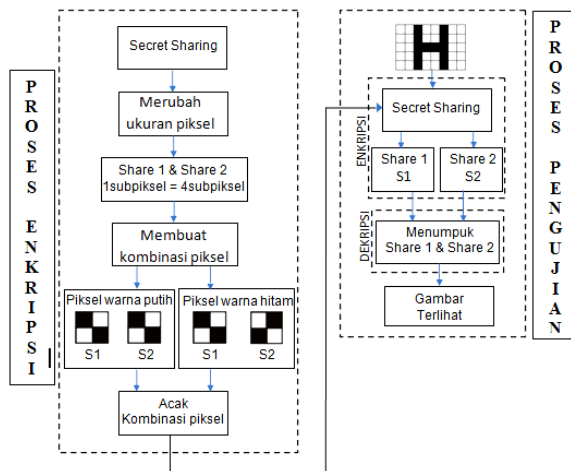 PROSES ENKRIPSI
Secret Sharing
Merubah
ukuran piksel
Share 1 & Share 2
1subpiksel = 4subpiksel
Membuat
kombinasi piksel
Piksel warna putih
S1 S2
Piksel warna hitam
S1 S2
Acak
Kombinasi piksel
PROSES PENGUJIAN
H
ENKRIPSI
Secret Sharing
Share 1
S1
Share 2
S2
DEKRIPSI
Menumpuk
Share 1 & Share 2
Gambar
Terlihat